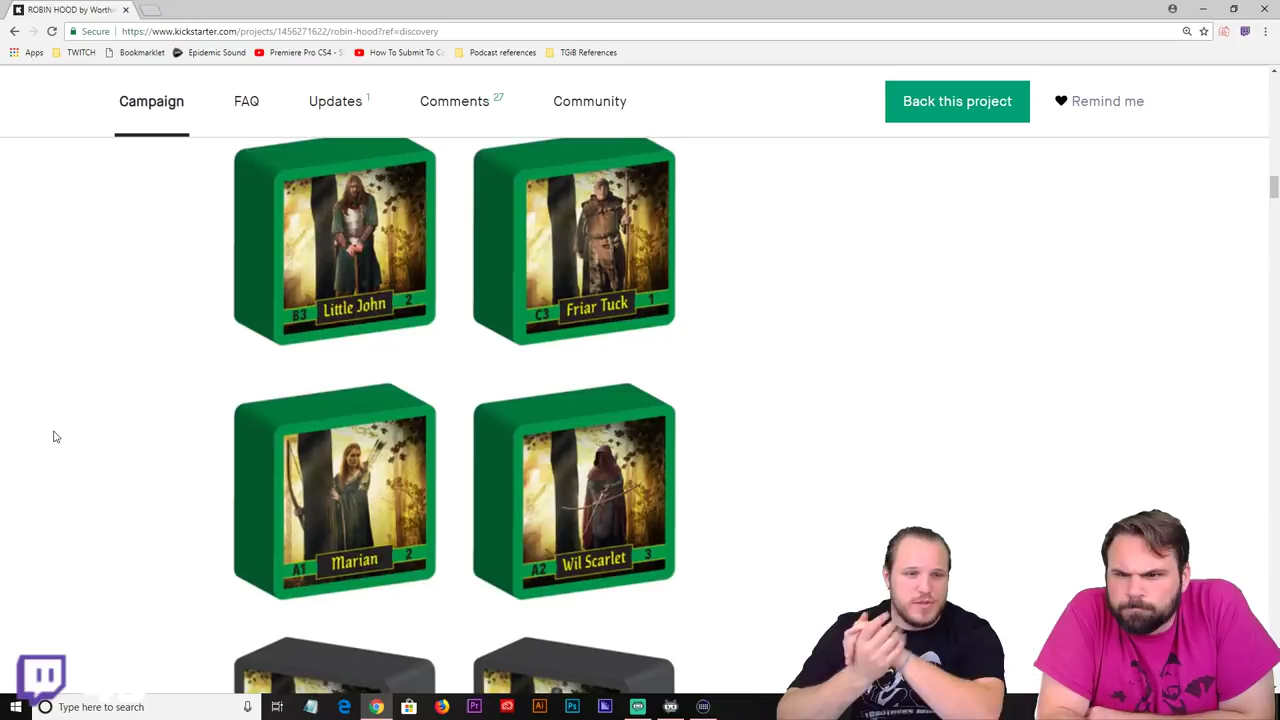 ROBIN HOOD by Worth
Secure
https://www.kickstarter.com/projects/1456271622/robin-hood?ref=discovery
Apps
TWITCH
Bookmarklet
Epidemic Sound
Premiere Pro CS4 - S
How To Submit To Co
Podcast references
TGiB References
Campaign
FAQ
Updates 1
Comments 27
Community
Back this project
Remind me
B3 Little John 2
C3 Friar Tuck 1
A1 Marian 2
A2 Wil Scarlet 3
Type here to search